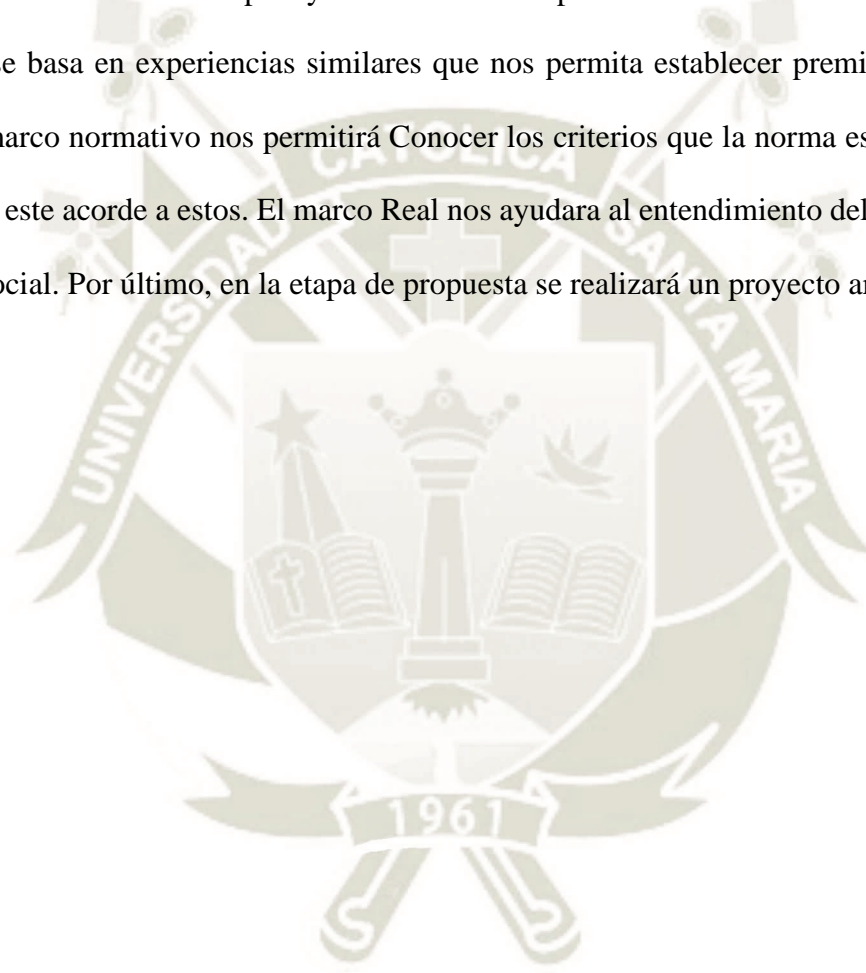 se basa en experiencias similares que nos permita establecer premi
marco normativo nos permitirá Conocer los criterios que la norma es
este acorde a estos. El marco Real nos ayudara al entendimiento del
ocial. Por último, en la etapa de propuesta se realizará un proyecto a
UNIVERSIDAD CATOLICA SANTA MARIA
1961